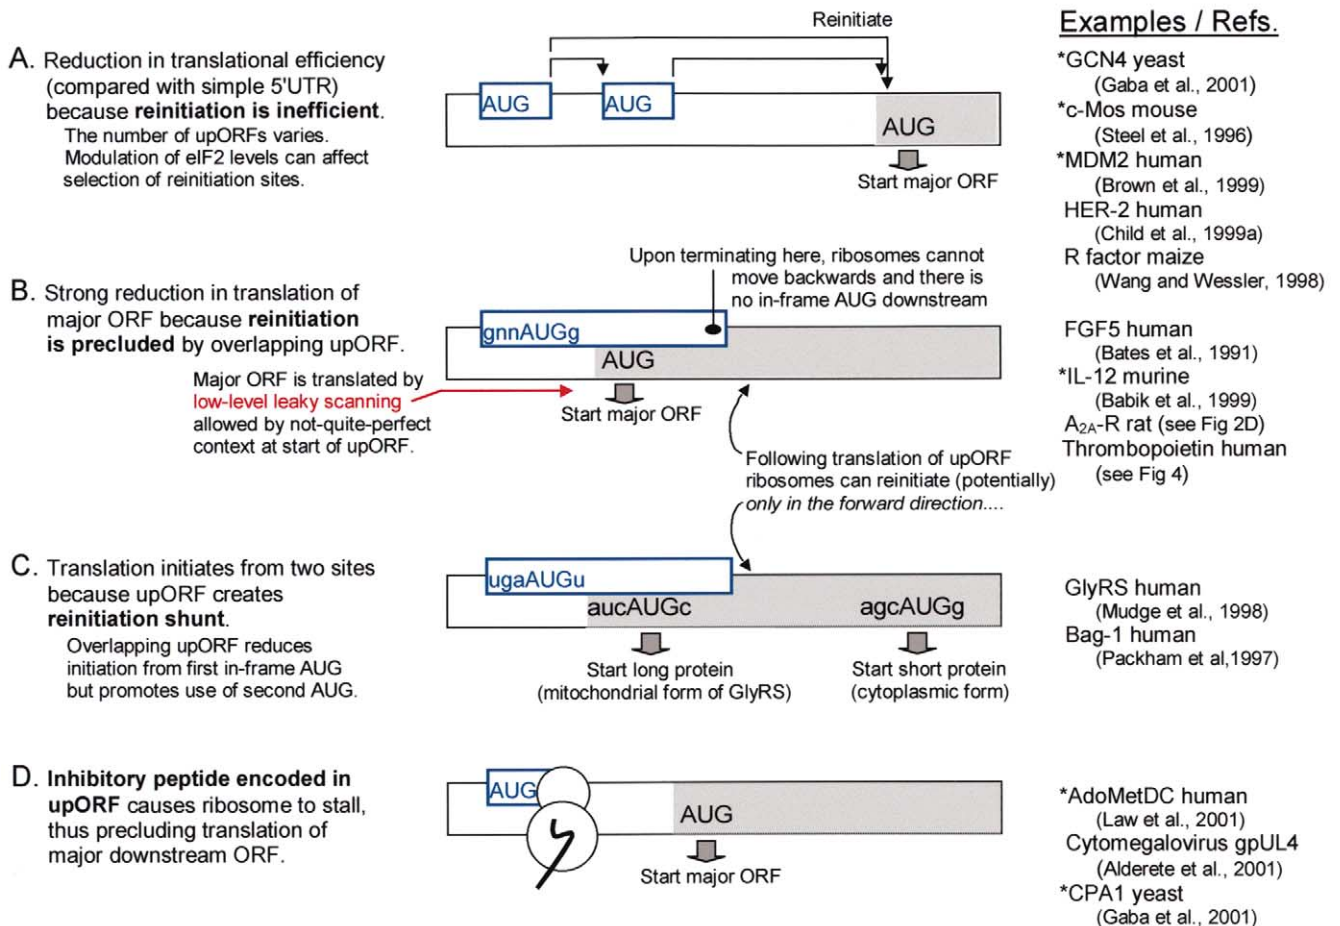 Examples / Refs.
A. Reduction in translational efficiency
(compared with simple 5'UTR)
because reinitiation is inefficient.
The number of upORFs varies.
Modulation of eIF2 levels can affect
selection of reinitiation sites.
Reinitiate
AUG
AUG
AUG
Start major ORF
*GCN4 yeast
(Gaba et al., 2001)
*c-Mos mouse
(Steel et al., 1996)
*MDM2 human
(Brown et al., 1999)
HER-2 human
(Child et al., 1999a)
R factor maize
(Wang and Wessler, 1998)
B. Strong reduction in translation of
major ORF because reinitiation
is precluded by overlapping upORF.
Major ORF is translated by
low-level leaky scanning
allowed by not-quite-perfect
context at start of upORF.
Upon terminating here, ribosomes cannot
move backwards and there is
no in-frame AUG downstream
gnnAUGg
AUG
Start major ORF
Following translation of upORF
ribosomes can reinitiate (potentially)
only in the forward direction....
FGF5 human
(Bates et al., 1991)
*IL-12 murine
(Babik et al., 1999)
A2A-R rat (see Fig 2D)
Thrombopoietin human
(see Fig 4)
C. Translation initiates from two sites
because upORF creates
reinitiation shunt.
Overlapping upORF reduces
initiation from first in-frame AUG
but promotes use of second AUG.
ugaAUGu
aucAUGc
agcAUGg
Start long protein
(mitochondrial form of GlyRS)
Start short protein
(cytoplasmic form)
GlyRS human
(Mudge et al., 1998)
Bag-1 human
(Packham et al,1997)
D. Inhibitory peptide encoded in
upORF causes ribosome to stall,
thus precluding translation of
major downstream ORF.
AUG
AUG
Start major ORF
*AdoMetDC human
(Law et al., 2001)
Cytomegalovirus gpUL4
(Alderete et al., 2001)
*CPA1 yeast
(Gaba et al., 2001)